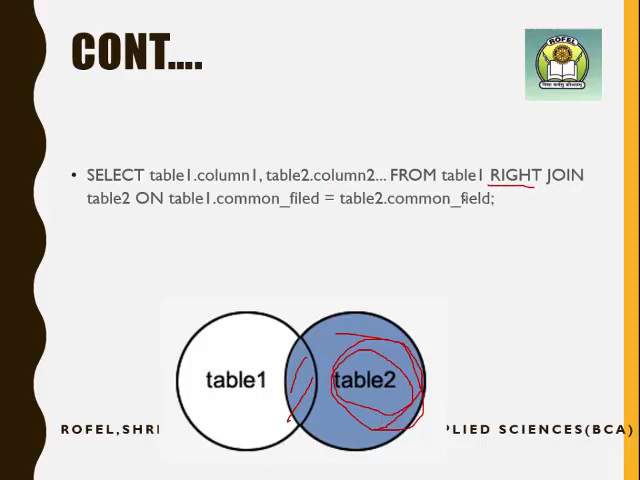 CONT....
ROFEL
• SELECT table1.column1, table2.column2... FROM table1 RIGHT JOIN
table2 ON table1.common_filed = table2.common_field;
table1 table2
ROFEL,SHRI PLIED SCIENCES(BCA)